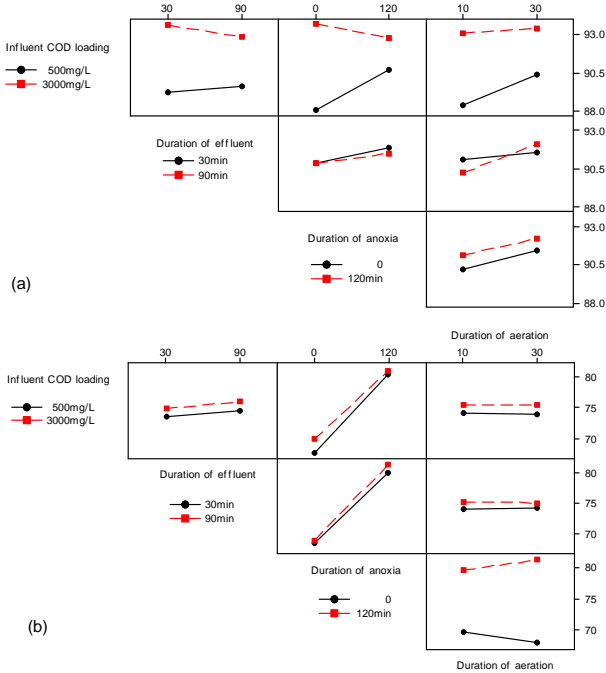 30 90 0 120 10 30
Influent COD loading
500mg/L
3000mg/L
93.0
90.5
88.0
Duration of effluent
30min
90min
93.0
90.5
88.0
Duration of anoxia
0
120min
93.0
90.5
88.0
(a)
Duration of aeration
30 90 0 120 10 30
Influent COD loading
500mg/L
3000mg/L
80
75
70
Duration of effluent
30min
90min
80
75
70
Duration of anoxia
0
120min
80
75
70
(b)
Duration of aeration